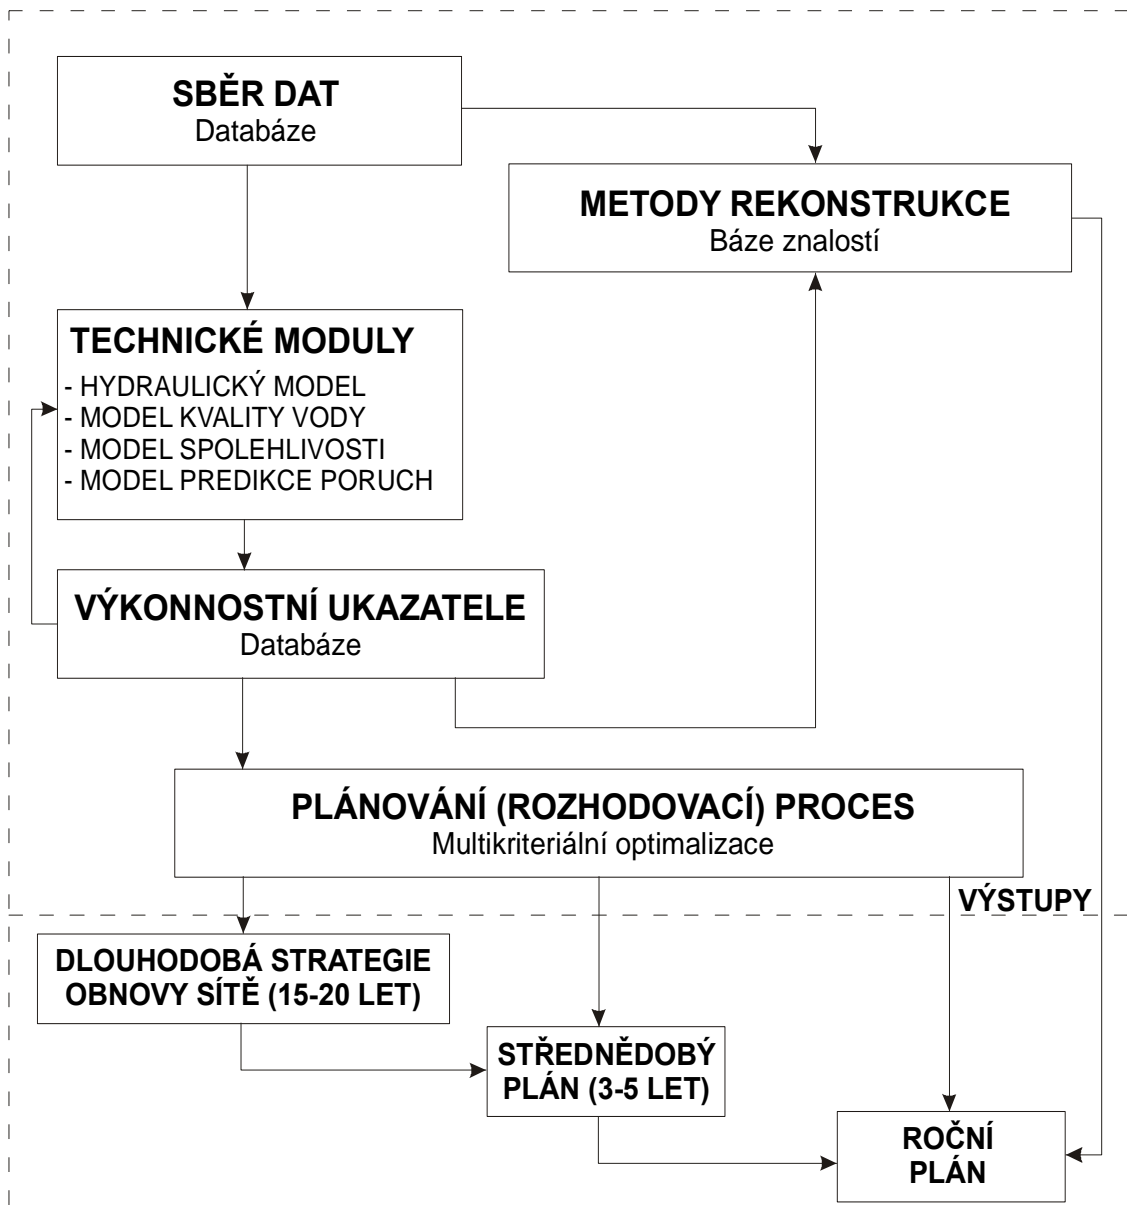 SBĚR DAT
Databáze
METODY REKONSTRUKCE
Báze znalostí
TECHNICKÉ MODULY
- HYDRAULICKÝ MODEL
- MODEL KVALITY VODY
- MODEL SPOLEHLIVOSTI
- MODEL PREDIKCE PORUCH
VÝKONNOSTNÍ UKAZATELE
Databáze
PLÁNOVÁNÍ (ROZHODOVACÍ) PROCES
Multikriteriální optimalizace
VÝSTUPY
DLOUHODOBÁ STRATEGIE
OBNOVY SÍTĚ (15-20 LET)
STŘEDNĚDOBÝ
PLÁN (3-5 LET)
ROČNÍ
PLÁN